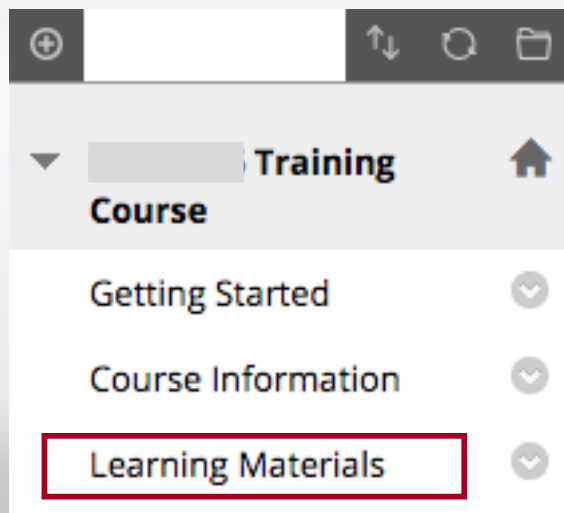 Training
Course
Getting Started
Course Information
Learning Materials